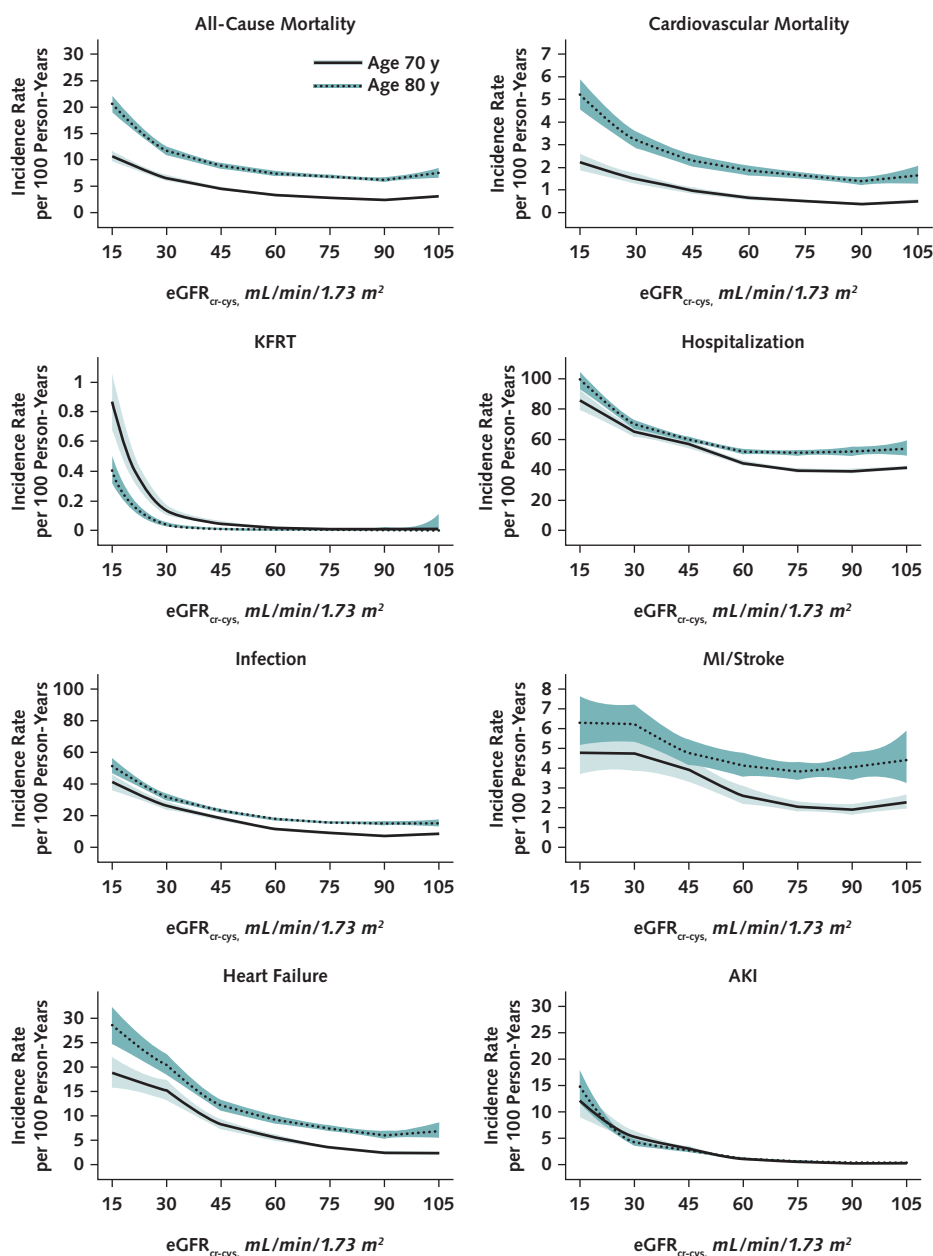 All-Cause Mortality
Incidence Rate
per 100 Person-Years
30
25
20
15
10
5
0
Age 70 y
Age 80 y
15 30 45 60 75 90 105
eGFRcr-cys, mL/min/1.73 m²
Cardiovascular Mortality
Incidence Rate
per 100 Person-Years
7
6
5
4
3
2
1
0
15 30 45 60 75 90 105
eGFRcr-cys, mL/min/1.73 m²
KFRT
Incidence Rate
per 100 Person-Years
1
0.8
0.6
0.4
0.2
0
15 30 45 60 75 90 105
eGFRcr-cys, mL/min/1.73 m²
Hospitalization
Incidence Rate
per 100 Person-Years
100
80
60
40
20
0
15 30 45 60 75 90 105
eGFRcr-cys, mL/min/1.73 m²
Infection
Incidence Rate
per 100 Person-Years
100
80
60
40
20
0
15 30 45 60 75 90 105
eGFRcr-cys, mL/min/1.73 m²
MI/Stroke
Incidence Rate
per 100 Person-Years
8
7
6
5
4
3
2
1
0
15 30 45 60 75 90 105
eGFRcr-cys, mL/min/1.73 m²
Heart Failure
Incidence Rate
per 100 Person-Years
30
25
20
15
10
5
0
15 30 45 60 75 90 105
eGFRcr-cys, mL/min/1.73 m²
AKI
Incidence Rate
per 100 Person-Years
30
25
20
15
10
5
0
15 30 45 60 75 90 105
eGFRcr-cys, mL/min/1.73 m²